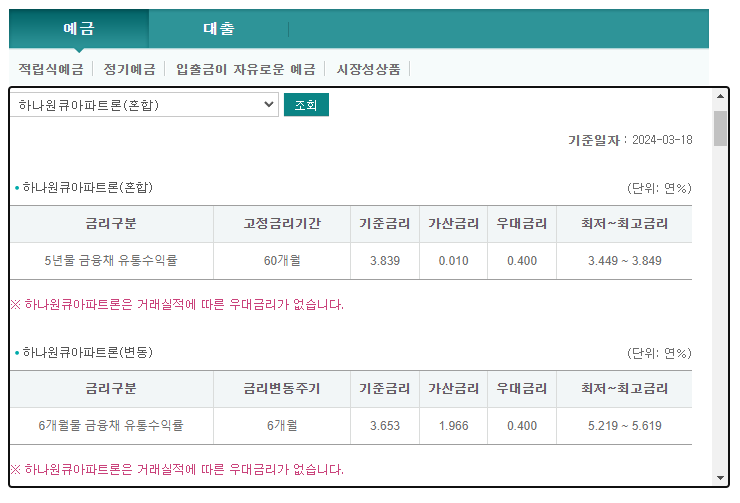 예금 대출
적립식예금 정기예금 입출금이 자유로운 예금 시장성상품
하나원큐아파트론(혼합) 조회
기준일자 : 2024-03-18
• 하나원큐아파트론(혼합) (단위: 연%)
금리구분 고정금리기간 기준금리 가산금리 우대금리 최저~최고금리
5년물 금융채 유통수익률 60개월 3.839 0.010 0.400 3.449 ~ 3.849
※ 하나원큐아파트론은 거래실적에 따른 우대금리가 없습니다.
• 하나원큐아파트론(변동) (단위: 연%)
금리구분 금리변동주기 기준금리 가산금리 우대금리 최저~최고금리
6개월물 금융채 유통수익률 6개월 3.653 1.966 0.400 5.219 ~ 5.619
※ 하나원큐아파트론은 거래실적에 따른 우대금리가 없습니다.